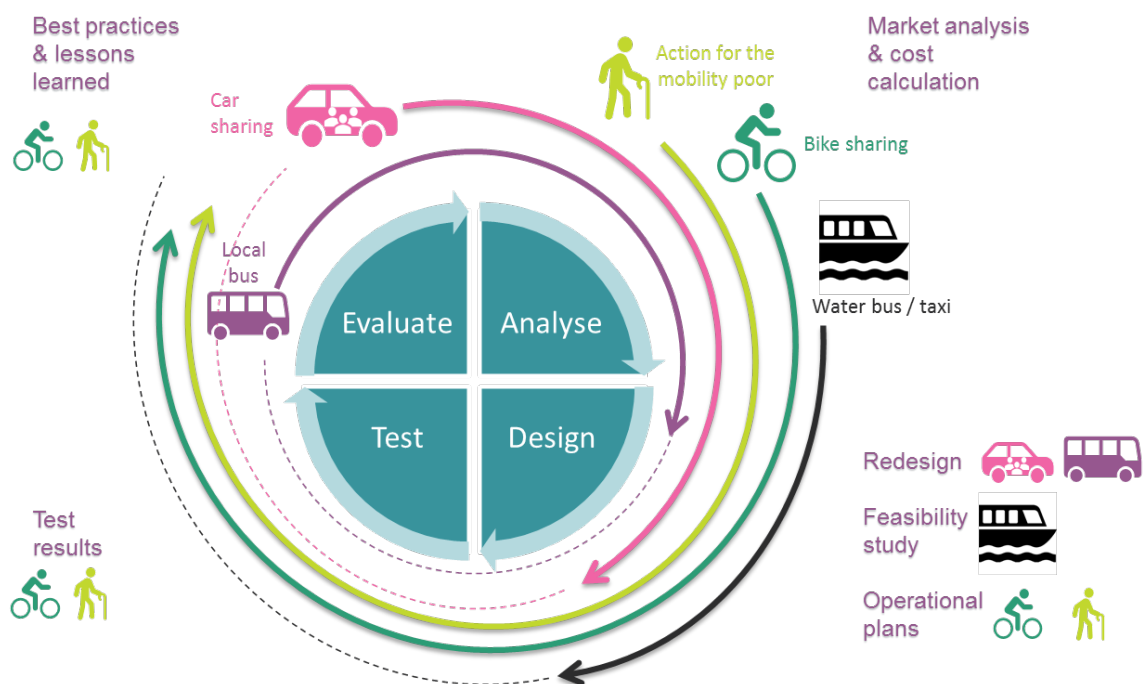 Best practices
& lessons
learned
Car
sharing
Action for the
mobility poor
Market analysis
& cost
calculation
Bike sharing
Local
bus
Water bus / taxi
Evaluate
Analyse
Test
Design
Redesign
Feasibility
study
Operational
plans
Test
results